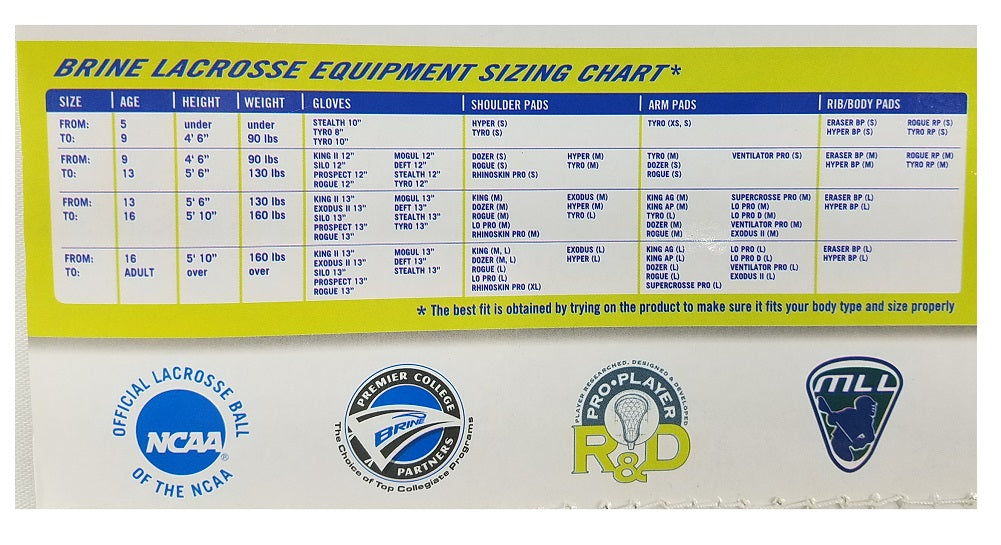 BRINE LACROSSE EQUIPMENT SIZING CHART*
SIZE AGE HEIGHT WEIGHT GLOVES SHOULDER PADS ARM PADS RIB/BODY PADS
FROM: 5 under under STEALTH 10" HYPER (S) TYRO (XS, S) ERASER BP (S) ROGUE RP (S)
TO: 9 4' 6" 90 lbs TYRO 8" TYRO (S) HYPER BP (S) TYRO RP (S)
TYRO 10"
FROM: 9 4' 6" 90 lbs KING II 12" MOGUL 12" DOZER (S) HYPER (M) TYRO (M) VENTILATOR PRO (S) ERASER BP (M) ROGUE RP (M)
TO: 13 5' 6" 130 lbs SILO 12" DEFT 12" ROGUE (S) TYRO (M) DOZER (S) HYPER BP (M) TYRO RP (M)
PROSPECT 12" STEALTH 12" RHINOSKIN PRO (S) ROGUE (S)
ROGUE 12" TYRO 12"
FROM: 13 5' 6" 130 lbs KING II 13" MOGUL 13" KING (M) EXODUS (M) KING AG (M) SUPERCROSSE PRO (M) ERASER BP (L)
TO: 16 5' 10" 160 lbs EXODUS II 13" DEFT 13" DOZER (M) HYPER (M) KING AP (M) LO PRO (M) HYPER BP (L)
SILO 13" STEALTH 13" ROGUE (M) TYRO (L) TYRO (L) LO PRO D (M)
PROSPECT 13" TYRO 13" LO PRO (M) DOZER (M) VENTILATOR PRO (M)
ROGUE 13" RHINOSKIN PRO (M) ROGUE (M) EXODUS II (M)
FROM: 16 5' 10" 160 lbs KING II 13" MOGUL 13" KING (M, L) EXODUS (L) KING AG (L) LO PRO (L) ERASER BP (L)
TO: ADULT over over EXODUS II 13" DEFT 13" DOZER (M, L) HYPER (L) KING AP (L) LO PRO D (L) HYPER BP (L)
SILO 13" STEALTH 13" ROGUE (L) DOZER (L) VENTILATOR PRO (L)
PROSPECT 13" LO PRO (L) ROGUE (L) EXODUS II (L)
ROGUE 13" RHINOSKIN PRO (XL) SUPERCROSSE PRO (L)
* The best fit is obtained by trying on the product to make sure it fits your body type and size properly
OFFICIAL LACROSSE BALL
NCAA®
OF THE NCAA
PREMIER COLLEGE
BRINE
PARTNERS
The Choice of Top Collegiate Programs
PLAYER RESEARCHED, DESIGNED & DEVELOPED
PRO•PLAYER
R&D
MLL